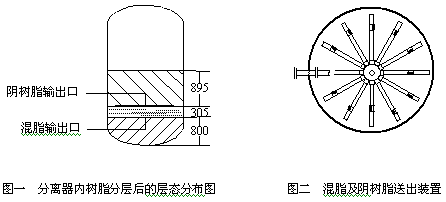 895
阴树脂输出口
305
混脂输出口
800
图一 分离器内树脂分层后的层态分布图
图二 混脂及阴树脂送出装置